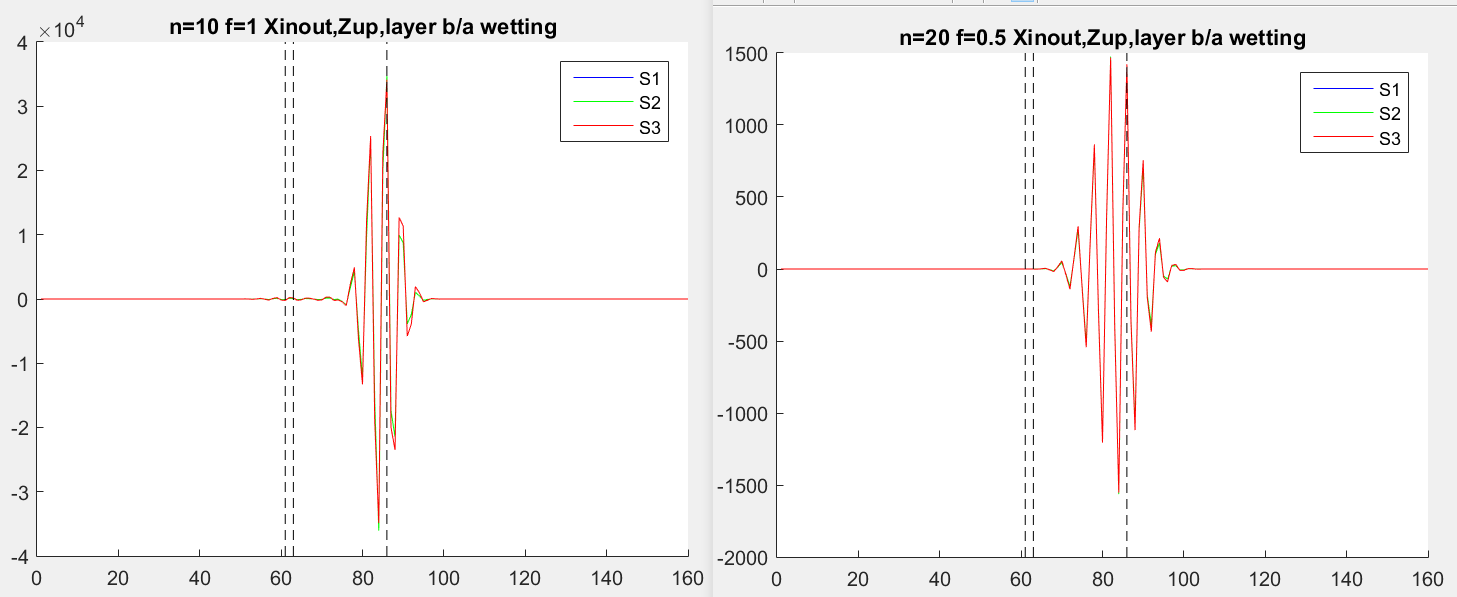 n=10 f=1 Xinout,Zup,layer b/a wetting
×10⁴
4
3
2
1
0
-1
-2
-3
-4
0 20 40 60 80 100 120 140 160
S1
S2
S3
n=20 f=0.5 Xinout,Zup,layer b/a wetting
1500
1000
500
0
-500
-1000
-1500
-2000
0 20 40 60 80 100 120 140 160
S1
S2
S3